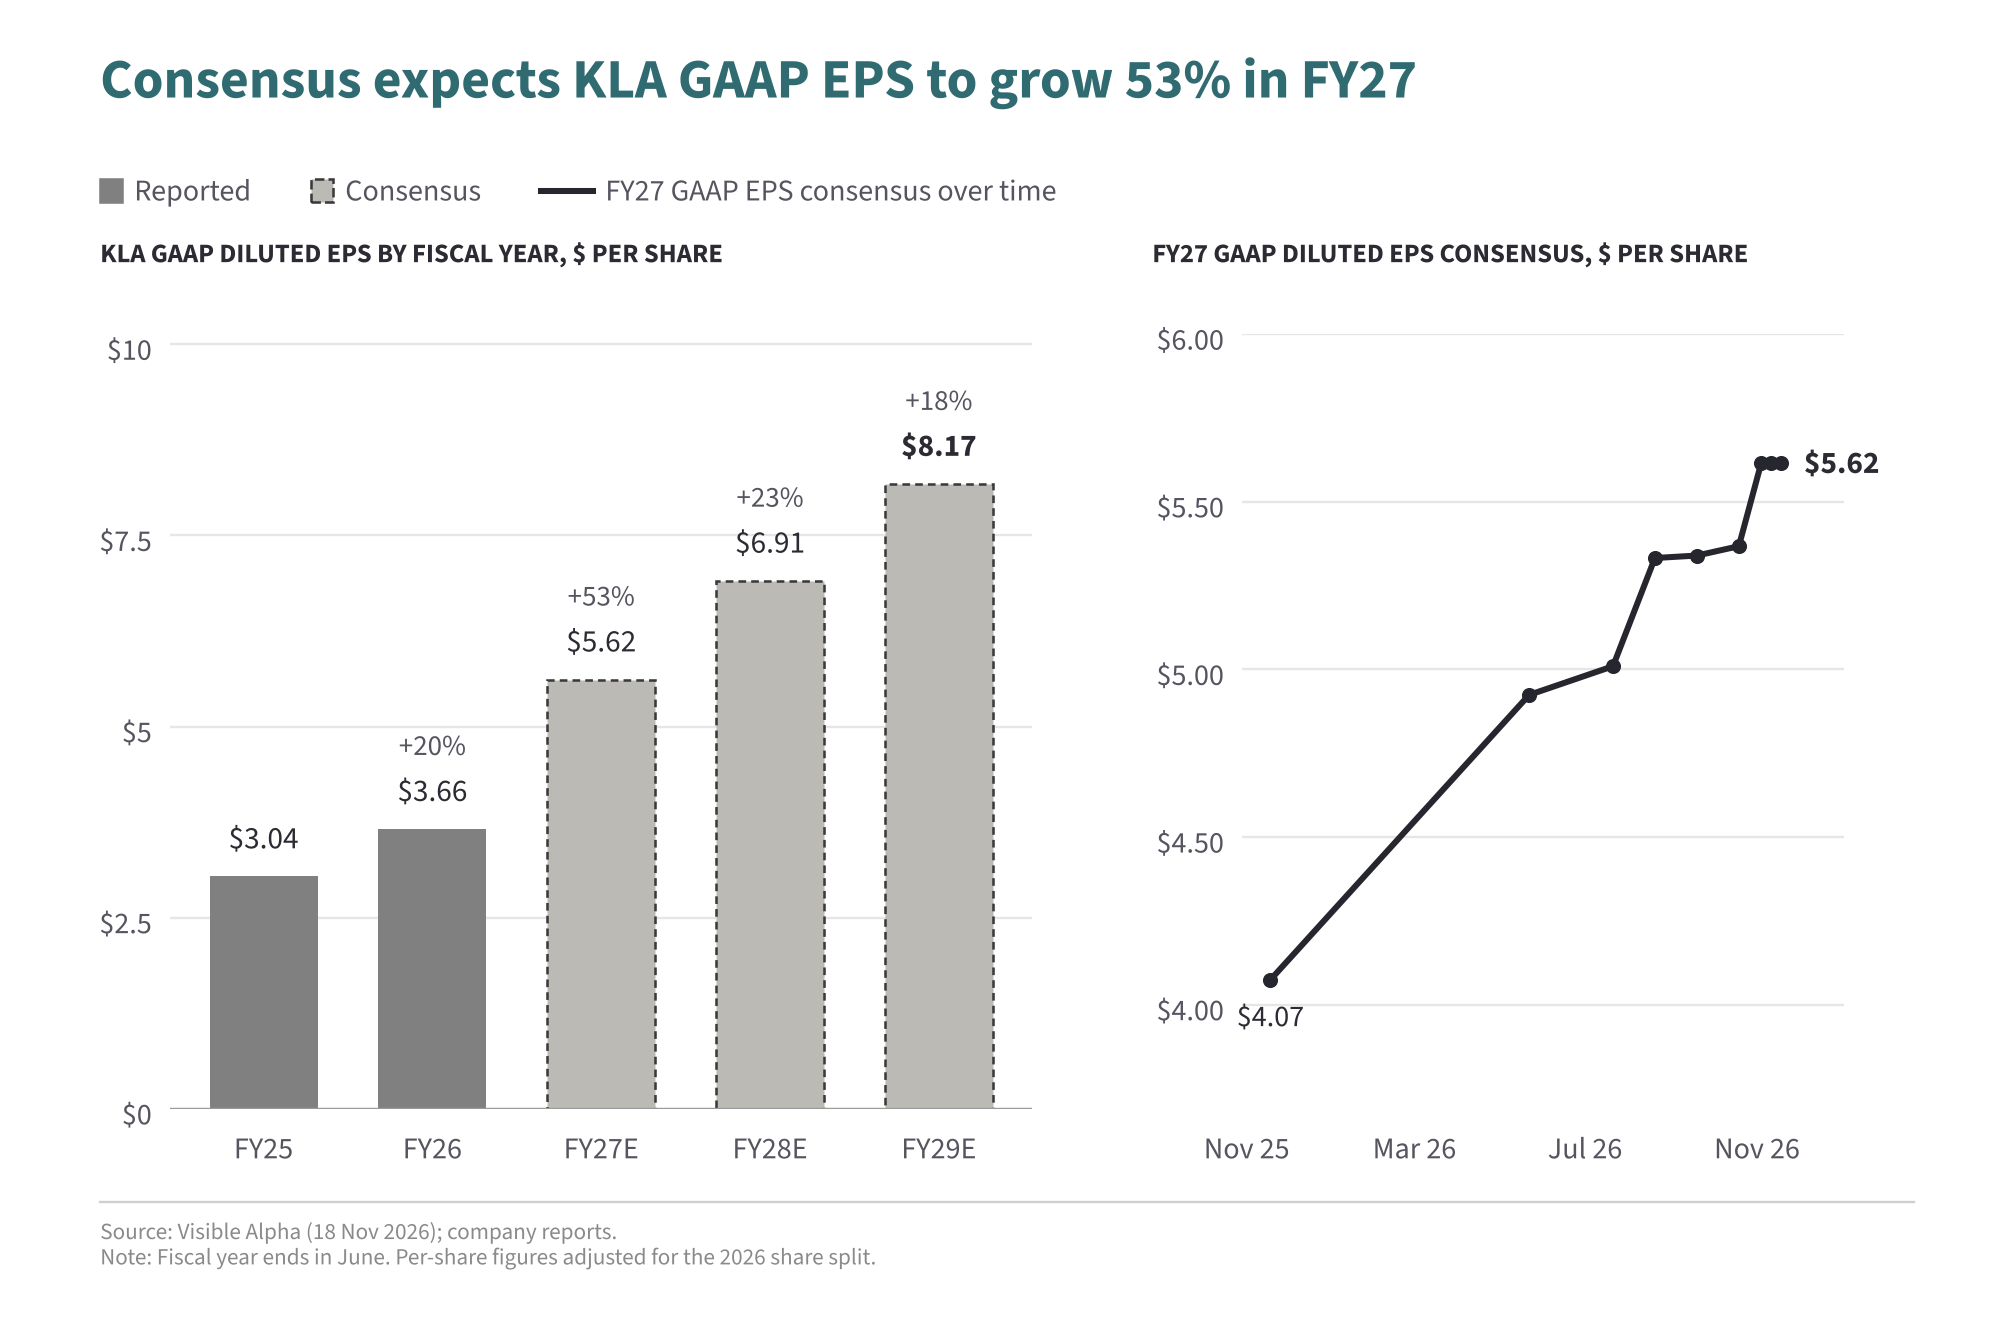 Consensus expects KLA GAAP EPS to grow 53% in FY27
Reported
Consensus
FY27 GAAP EPS consensus over time
KLA GAAP DILUTED EPS BY FISCAL YEAR, $ PER SHARE
$10
$7.5
$5
$2.5
$0
$3.04
+20%
$3.66
+53%
$5.62
+23%
$6.91
+18%
$8.17
FY25
FY26
FY27E
FY28E
FY29E
FY27 GAAP DILUTED EPS CONSENSUS, $ PER SHARE
$6.00
$5.50
$5.00
$4.50
$4.00
$4.07
$5.62
Nov 25
Mar 26
Jul 26
Nov 26
Source: Visible Alpha (18 Nov 2026); company reports.
Note: Fiscal year ends in June. Per-share figures adjusted for the 2026 share split.